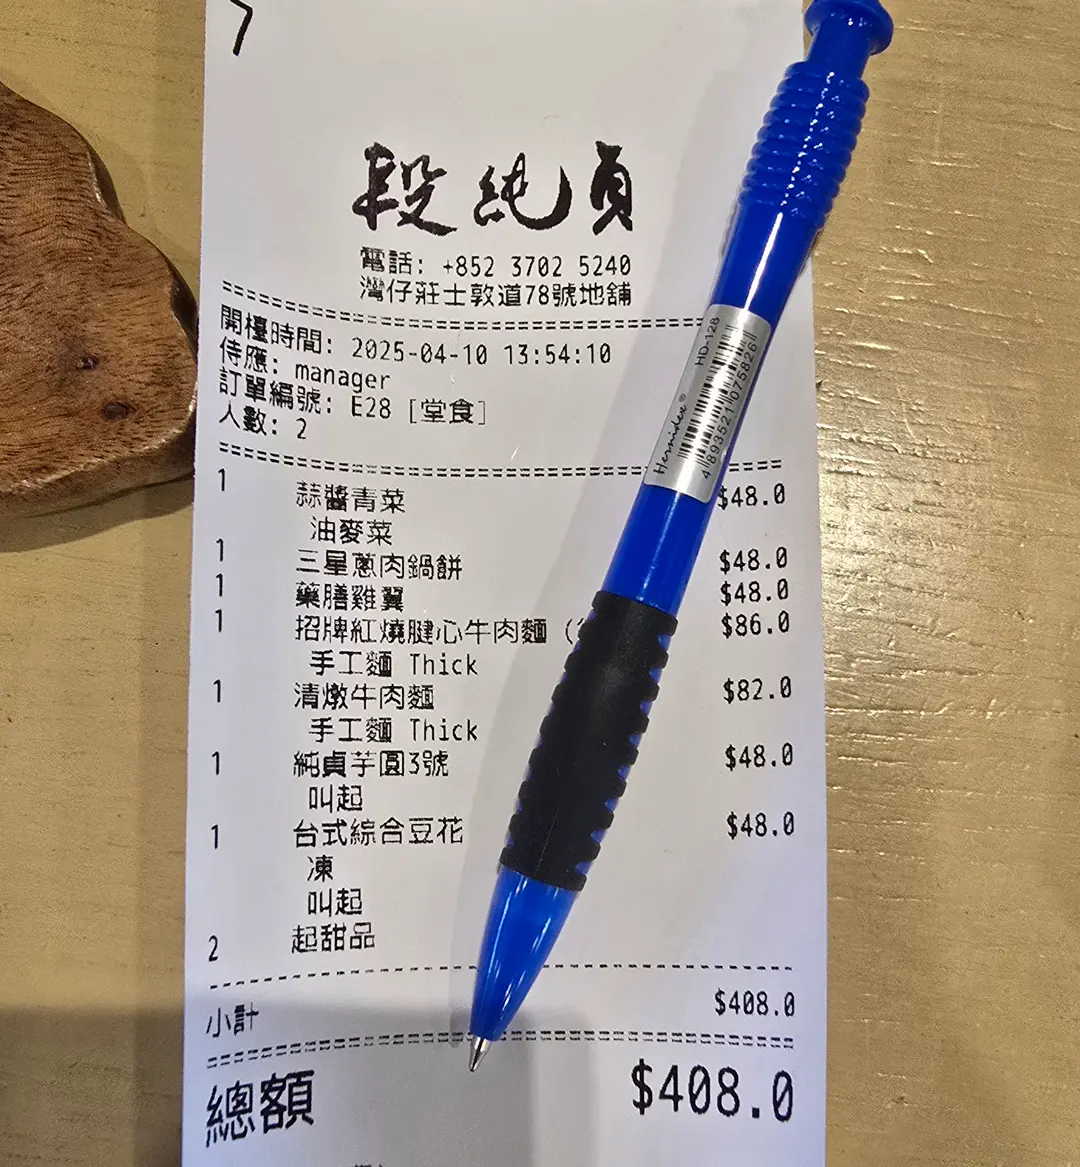 段純貞
電話: +852 3702 5240
灣仔莊士敦道78號地舖
開檯時間: 2025-04-10 13:54:10
侍應: manager
訂單編號: E28 [堂食]
人數: 2
1 蒜醬青菜 $48.0
油麥菜
1 三星蔥肉鍋餅 $48.0
1 藥膳雞翼 $48.0
1 招牌紅燒腱心牛肉麵 ( $86.0
手工麵 Thick
1 清燉牛肉麵 $82.0
手工麵 Thick
1 純貞芋圓3號 $48.0
叫起
1 台式綜合豆花 $48.0
凍
叫起
2 起甜品
小計 $408.0
總額 $408.0
Hermidex®
HD-128
4 893521 075826